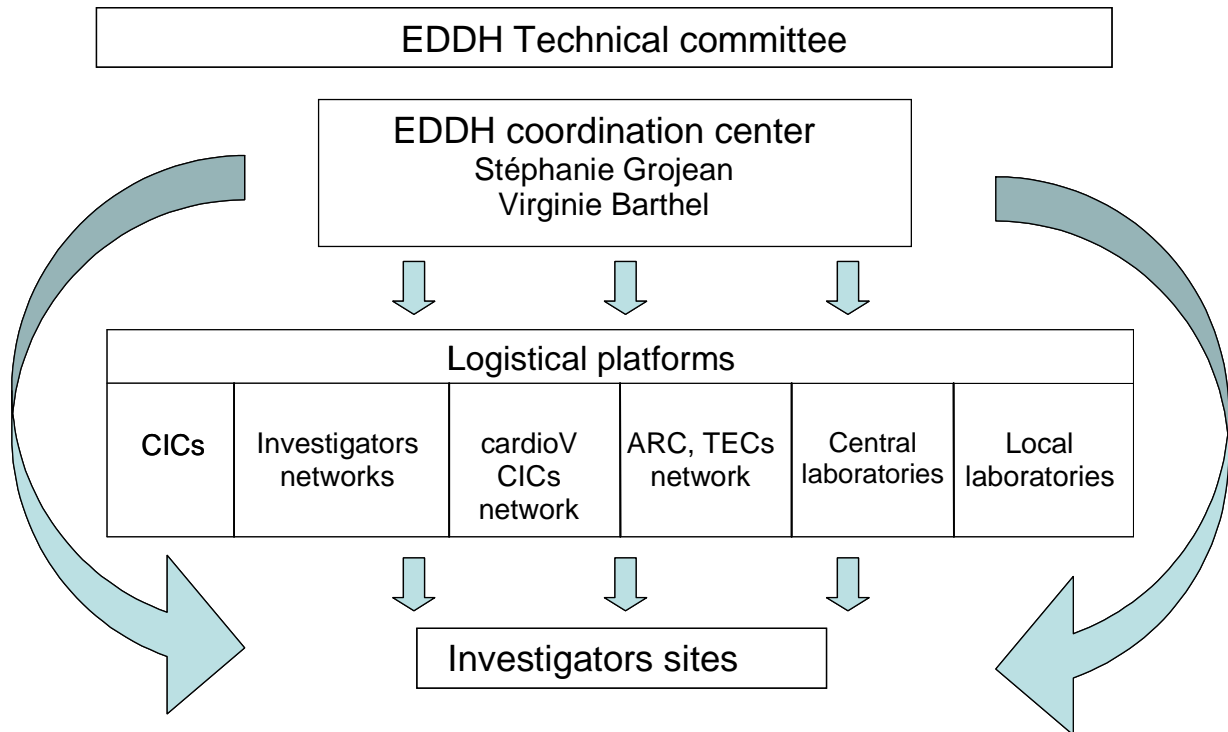 EDDH Technical committee
EDDH coordination center
Stéphanie Grojean
Virginie Barthel
Logistical platforms
CICs
Investigators
networks
cardioV
CICs
network
ARC, TECs
network
Central
laboratories
Local
laboratories
Investigators sites